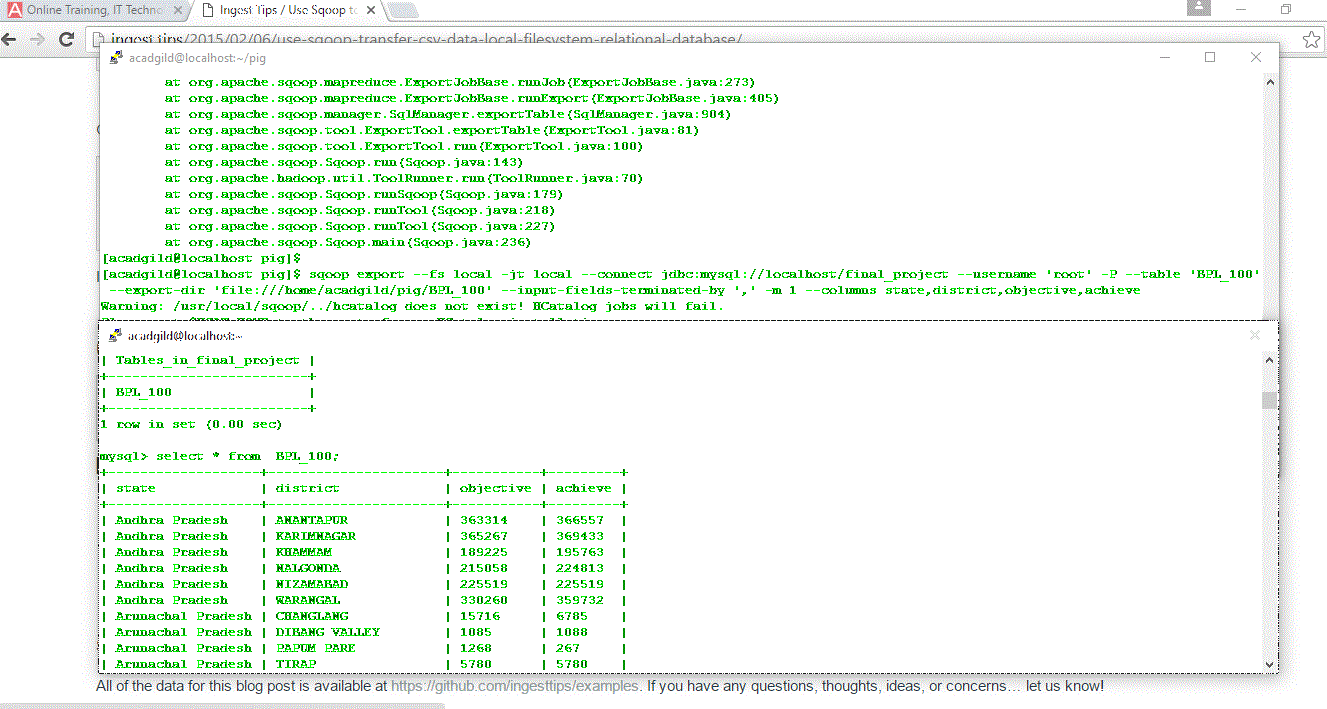 Online Training, IT Techno
Ingest Tips / Use Sqoop to
ingest.tips/2015/02/06/use-sqoop-transfer-csv-data-local-filesystem-relational-database/
acadgild@localhost:~/pig
at org.apache.sqoop.mapreduce.ExportJobBase.runJob(ExportJobBase.java:273)
at org.apache.sqoop.mapreduce.ExportJobBase.runExport(ExportJobBase.java:405)
at org.apache.sqoop.manager.SqlManager.exportTable(SqlManager.java:904)
at org.apache.sqoop.tool.ExportTool.exportTable(ExportTool.java:81)
at org.apache.sqoop.tool.ExportTool.run(ExportTool.java:100)
at org.apache.sqoop.Sqoop.run(Sqoop.java:143)
at org.apache.hadoop.util.ToolRunner.run(ToolRunner.java:70)
at org.apache.sqoop.Sqoop.runSqoop(Sqoop.java:179)
at org.apache.sqoop.Sqoop.runTool(Sqoop.java:218)
at org.apache.sqoop.Sqoop.runTool(Sqoop.java:227)
at org.apache.sqoop.Sqoop.main(Sqoop.java:236)
[acadgild@localhost pig]$
[acadgild@localhost pig]$ sqoop export --fs local -jt local --connect jdbc:mysql://localhost/final_project --username 'root' -P --table 'BPL_100'
--export-dir 'file:///home/acadgild/pig/BPL_100' --input-fields-terminated-by ',' -m 1 --columns state,district,objective,achieve
Warning: /usr/local/sqoop/../hcatalog does not exist! HCatalog jobs will fail.
acadgild@localhost:~
| Tables_in_final_project |
+-------------------------+
| BPL_100 |
+-------------------------+
1 row in set (0.00 sec)
mysql> select * from  BPL_100;
+-------------------+----------------------+-----------+---------+
| state | district | objective | achieve |
+-------------------+----------------------+-----------+---------+
| Andhra Pradesh | ANANTAPUR | 363314 | 366557 |
| Andhra Pradesh | KARIMNAGAR | 365267 | 369433 |
| Andhra Pradesh | KHAMMAM | 189225 | 195763 |
| Andhra Pradesh | NALGONDA | 215058 | 224813 |
| Andhra Pradesh | NIZAMABAD | 225519 | 225519 |
| Andhra Pradesh | WARANGAL | 330260 | 359732 |
| Arunachal Pradesh | CHANGLANG | 15716 | 6785 |
| Arunachal Pradesh | DIBANG VALLEY | 1085 | 1088 |
| Arunachal Pradesh | PAPUM PARE | 1268 | 267 |
| Arunachal Pradesh | TIRAP | 5780 | 5780 |
All of the data for this blog post is available at https://github.com/ingesttips/examples. If you have any questions, thoughts, ideas, or concerns… let us know!